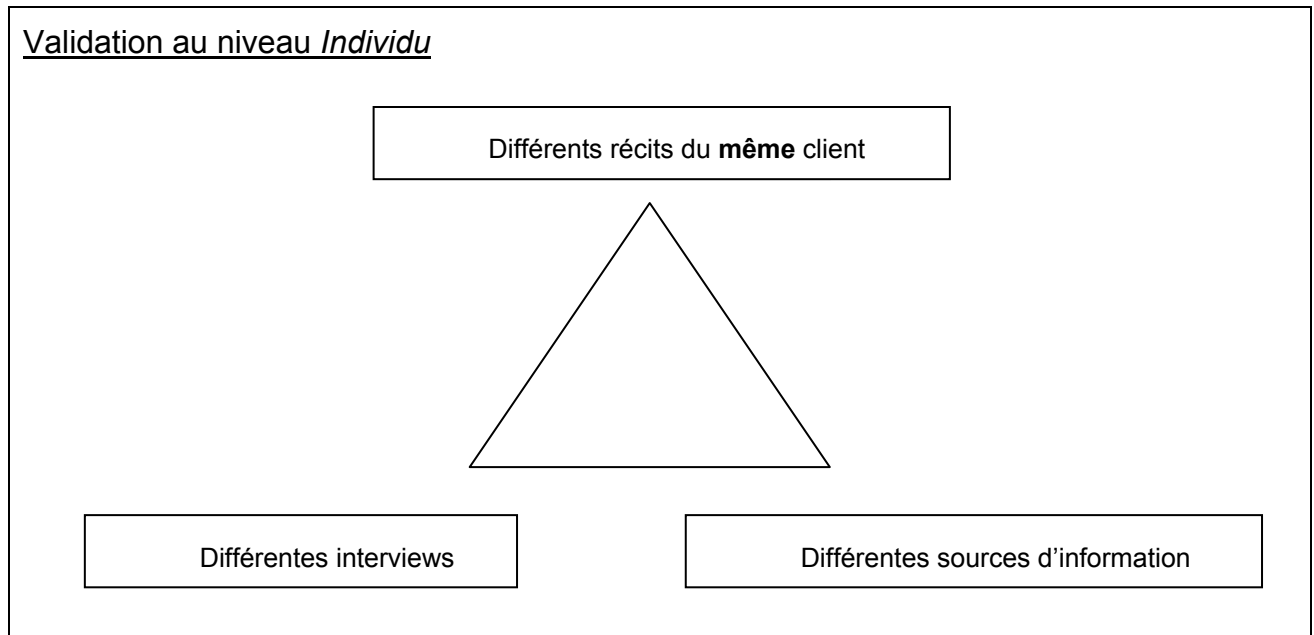 Validation au niveau Individu
Différents récits du même client
Différentes interviews
Différentes sources d’information